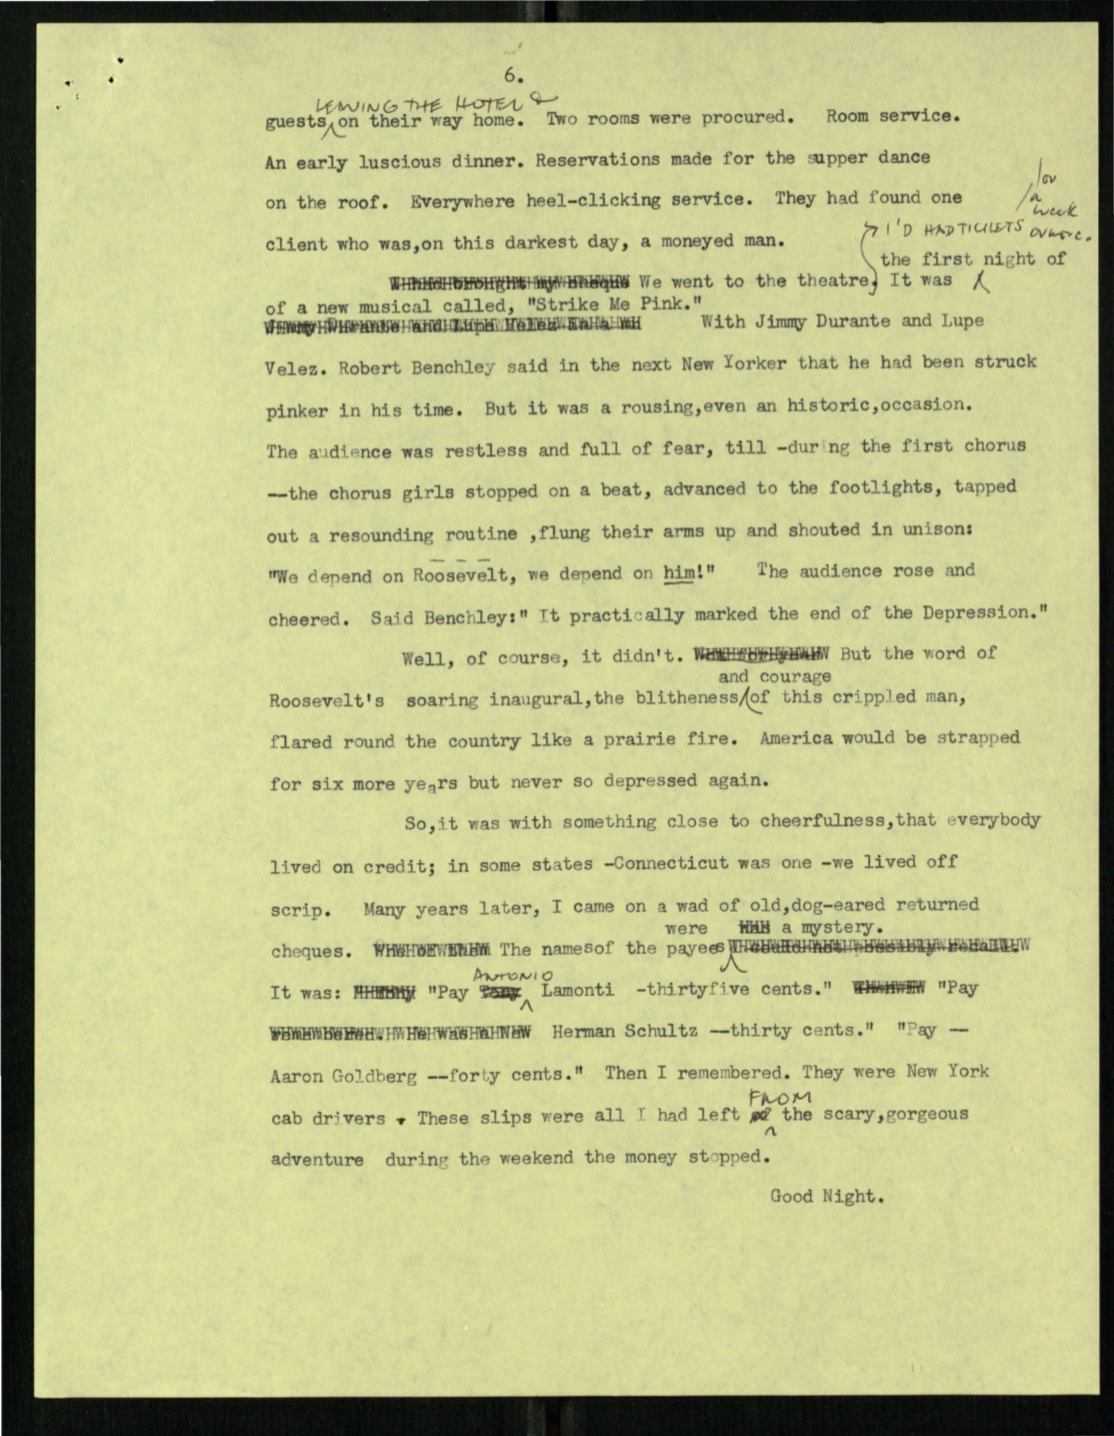 6.
LEAVING THE HOTEL &
guests, on their way home. Two rooms were procured. Room service.
An early luscious dinner. Reservations made for the supper dance
on the roof. Everywhere heel-clicking service. They had found one
client who was,on this darkest day, a moneyed man.
I'D HAD TICKETS
for
a
week
or more.
the first night of
We went to the theatre, It was
of a new musical called, "Strike Me Pink."
With Jimmy Durante and Lupe
Velez. Robert Benchley said in the next New Yorker that he had been struck
pinker in his time. But it was a rousing,even an historic,occasion.
The audience was restless and full of fear, till -during the first chorus
--the chorus girls stopped on a beat, advanced to the footlights, tapped
out a resounding routine ,flung their arms up and shouted in unison:
"We depend on Roosevelt, we depend on him!" The audience rose and
cheered. Said Benchley:" It practically marked the end of the Depression."
Well, of course, it didn't. But the word of
and courage
Roosevelt's soaring inaugural,the blitheness/of this crippled man,
flared round the country like a prairie fire. America would be strapped
for six more years but never so depressed again.
So,it was with something close to cheerfulness,that everybody
lived on credit; in some states -Connecticut was one -we lived off
scrip. Many years later, I came on a wad of old,dog-eared returned
were a mystery.
cheques. The namesof the payees
ANTONIO
It was: "Pay Tony Lamonti -thirtyfive cents." "Pay
Herman Schultz --thirty cents." "Pay --
Aaron Goldberg --forty cents." Then I remembered. They were New York
FROM
cab drivers . These slips were all I had left of the scary,gorgeous
adventure during the weekend the money stopped.
Good Night.